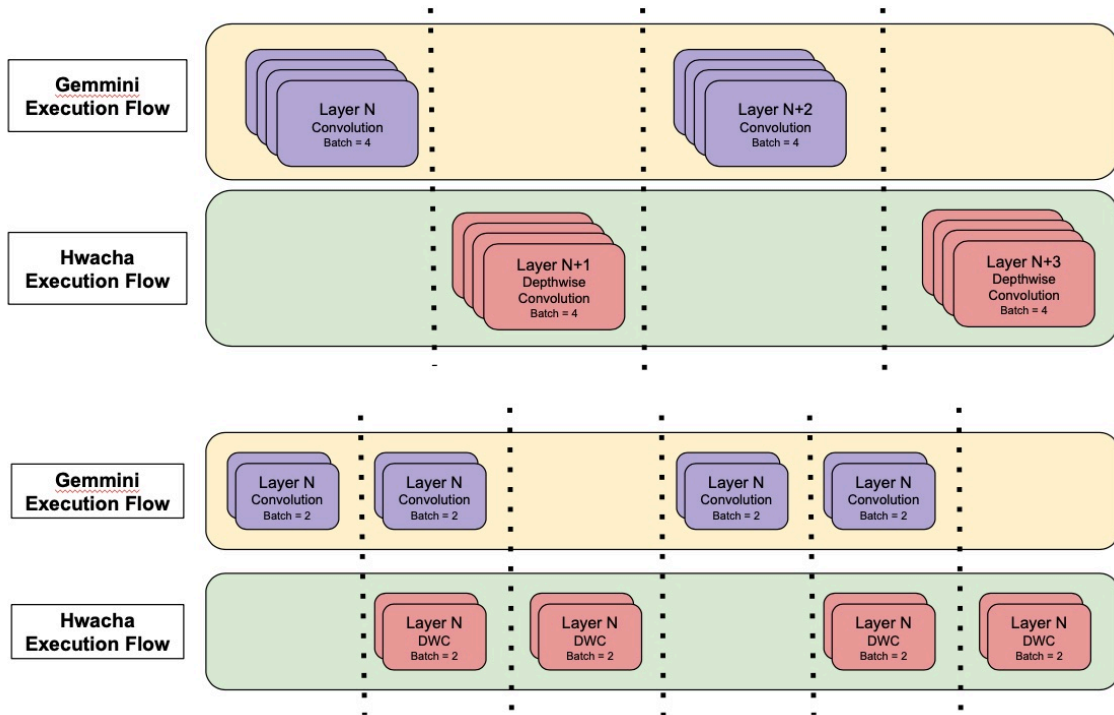 Gemmini
Execution Flow
Layer N
Convolution
Batch = 4
Layer N+2
Convolution
Batch = 4
Hwacha
Execution Flow
Layer N+1
Depthwise
Convolution
Batch = 4
Layer N+3
Depthwise
Convolution
Batch = 4
Gemmini
Execution Flow
Layer N
Convolution
Batch = 2
Layer N
Convolution
Batch = 2
Layer N
Convolution
Batch = 2
Layer N
Convolution
Batch = 2
Hwacha
Execution Flow
Layer N
DWC
Batch = 2
Layer N
DWC
Batch = 2
Layer N
DWC
Batch = 2
Layer N
DWC
Batch = 2